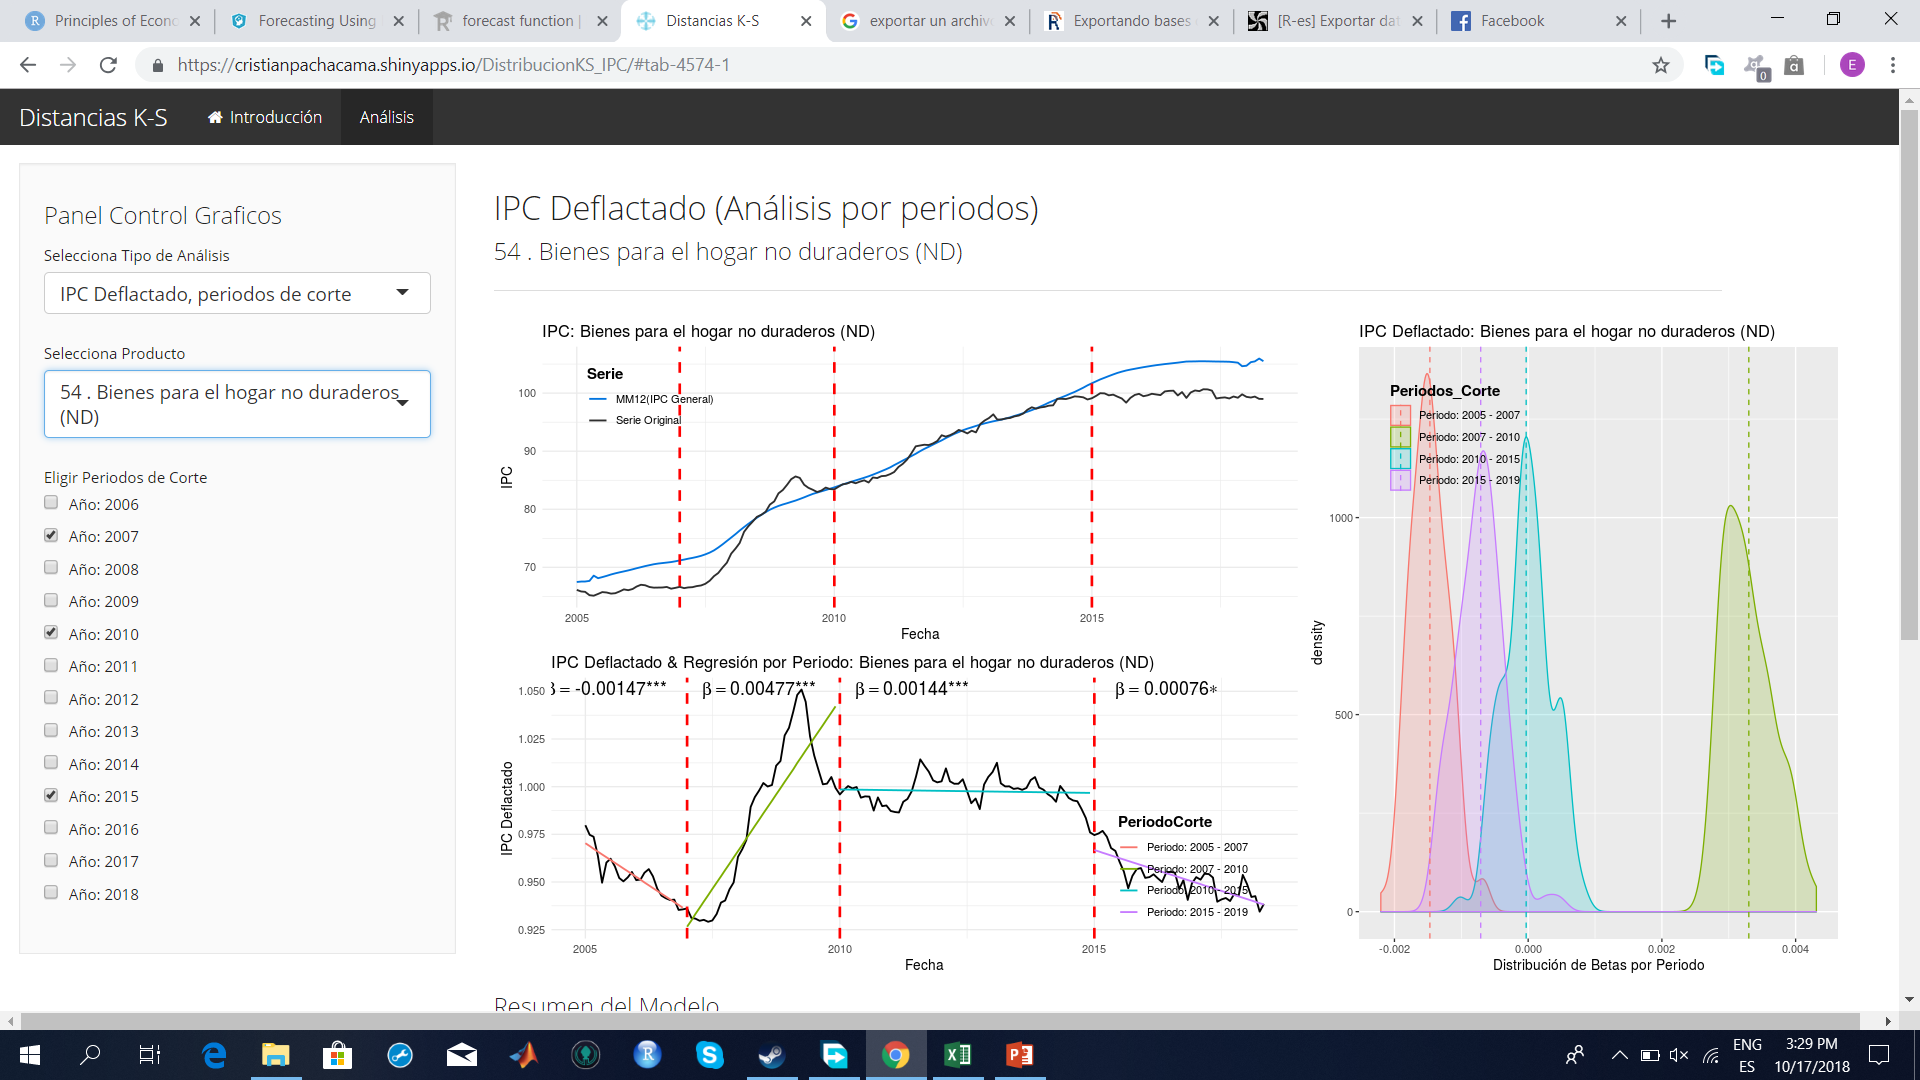 Principles of Econo
Forecasting Using
forecast function |
Distancias K-S
exportar un archivo
Exportando bases
[R-es] Exportar dat
Facebook
https://cristianpachacama.shinyapps.io/DistribucionKS_IPC/#tab-4574-1
0
E
Distancias K-S
Introducción
Análisis
Panel Control Graficos
Selecciona Tipo de Análisis
IPC Deflactado, periodos de corte
Selecciona Producto
54 . Bienes para el hogar no duraderos
(ND)
Eligir Periodos de Corte
Año: 2006
Año: 2007
Año: 2008
Año: 2009
Año: 2010
Año: 2011
Año: 2012
Año: 2013
Año: 2014
Año: 2015
Año: 2016
Año: 2017
Año: 2018
IPC Deflactado (Análisis por periodos)
54 . Bienes para el hogar no duraderos (ND)
IPC: Bienes para el hogar no duraderos (ND)
Serie
MM12(IPC General)
Serie Original
100
90
80
70
IPC
2005
2010
2015
Fecha
IPC Deflactado & Regresión por Periodo: Bienes para el hogar no duraderos (ND)
β = -0.00147***
β = 0.00477***
β = 0.00144***
β = 0.00076*
1.050
1.025
1.000
0.975
0.950
0.925
IPC Deflactado
PeriodoCorte
Periodo: 2005 - 2007
Periodo: 2007 - 2010
Periodo: 2010 - 2015
Periodo: 2015 - 2019
2005
2010
2015
Fecha
IPC Deflactado: Bienes para el hogar no duraderos (ND)
Periodos_Corte
Periodo: 2005 - 2007
Periodo: 2007 - 2010
Periodo: 2010 - 2015
Periodo: 2015 - 2019
1000
500
0
density
-0.002
0.000
0.002
0.004
Distribución de Betas por Periodo
Resumen del Modelo
ENG
ES
3:29 PM
10/17/2018